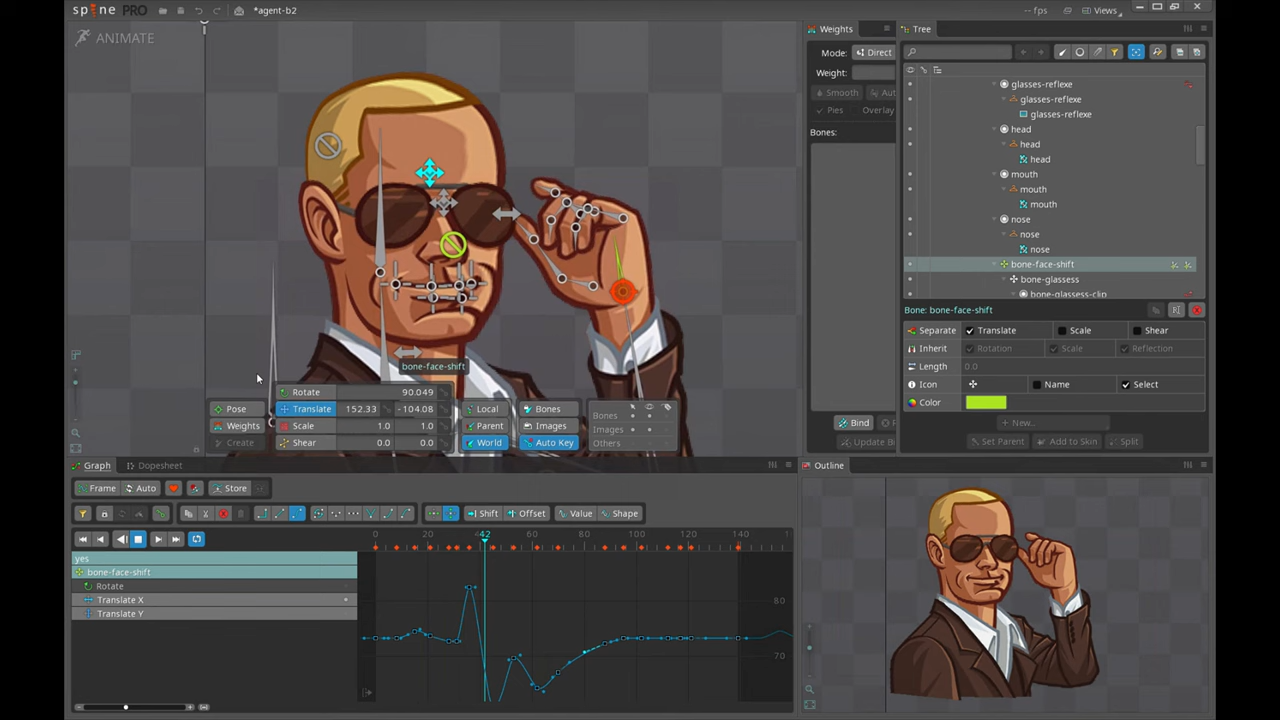 spine PRO
*agent-b2
-- fps
Views
ANIMATE
Weights
Tree
Mode:
Direct
Weight:
Smooth
Pies
Overlay
Bones:
Bind
glasses-reflexe
glasses-reflexe
glasses-reflexe
head
head
head
mouth
mouth
mouth
nose
nose
nose
bone-face-shift
bone-glassess
bone-glassess-clip
Bone: bone-face-shift
Separate
Translate
Scale
Shear
Inherit
Rotation
Scale
Reflection
Length
0.0
Icon
Name
Select
Color
New...
Set Parent
Add to Skin
Split
bone-face-shift
Pose
Weights
Create
Rotate
90.049
Translate
152.33
-104.08
Scale
1.0
1.0
Shear
0.0
0.0
Local
Parent
World
Bones
Images
Auto Key
Bones
Images
Others
Graph
Dopesheet
Frame
Auto
Store
Shift
Offset
Value
Shape
0
20
42
60
80
100
120
140
yes
bone-face-shift
Rotate
Translate X
Translate Y
80
70
Outline